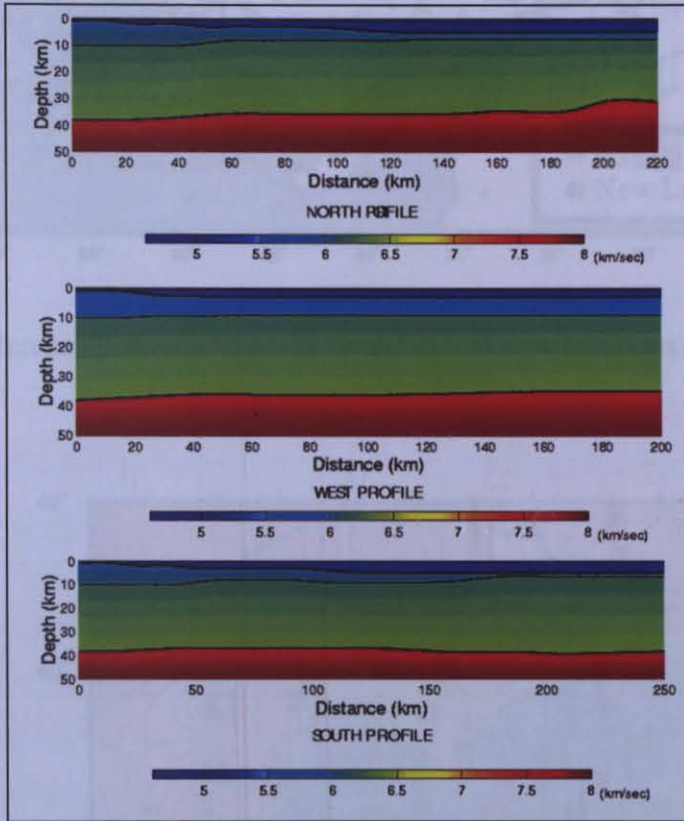 0
10
20
30
40
50
Depth (km)
0 20 40 60 80 100 120 140 160 180 200 220
Distance (km)
NORTH PROFILE
5 5.5 6 6.5 7 7.5 8 (km/sec)
0
10
20
30
40
50
Depth (km)
0 20 40 60 80 100 120 140 160 180 200
Distance (km)
WEST PROFILE
5 5.5 6 6.5 7 7.5 8 (km/sec)
0
10
20
30
40
50
Depth (km)
0 50 100 150 200 250
Distance (km)
SOUTH PROFILE
5 5.5 6 6.5 7 7.5 8 (km/sec)